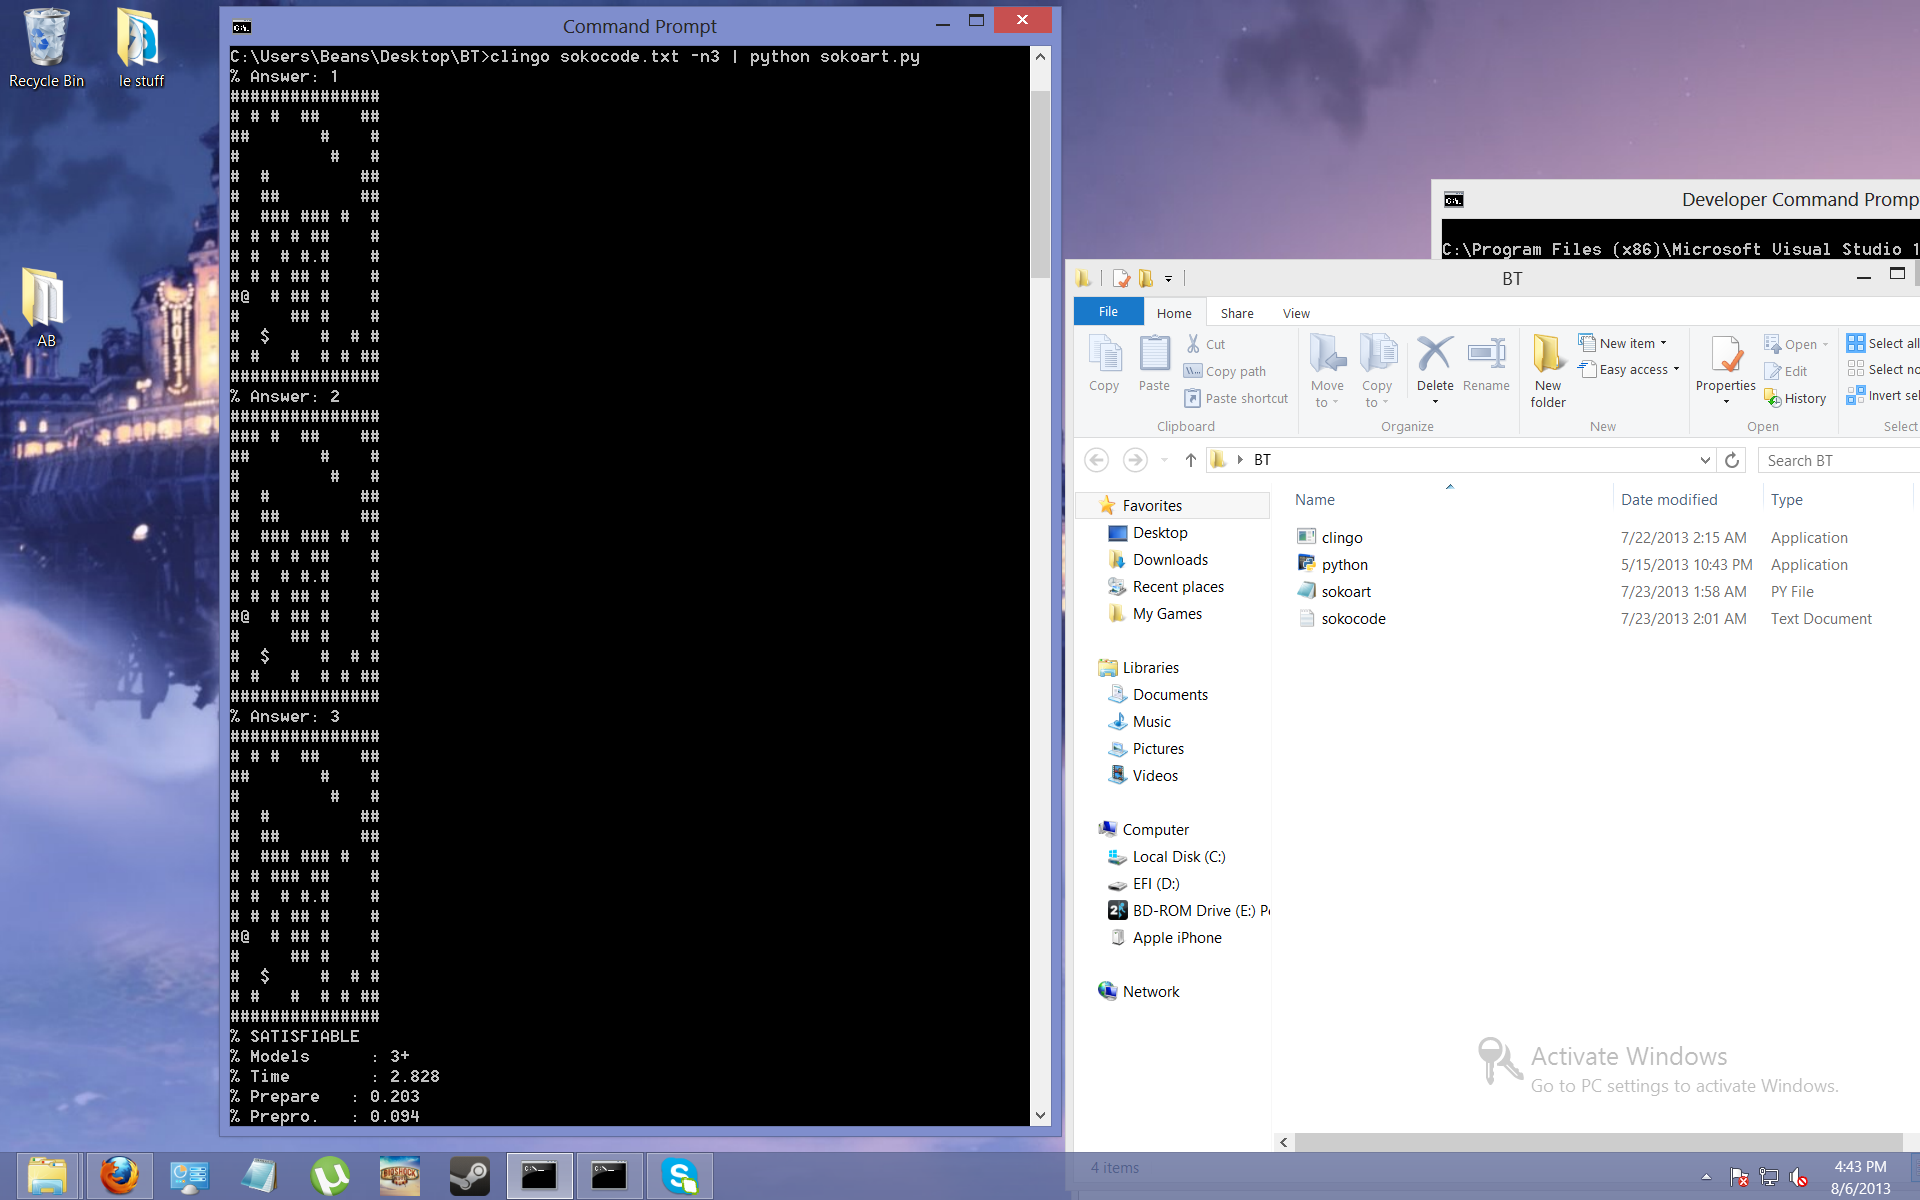 Recycle Bin
le stuff
AB
Command Prompt
C:\Users\Beans\Desktop\BT>clingo sokocode.txt -n3 | python sokoart.py
% Answer: 1
###############
# # #  ##    ##
##       #    #
#         #   #
#  #         ##
#  ##        ##
#  ### ### #  #
# # # # ##    #
# #  # #.#    #
# # # ## #    #
#@  # ## #    #
#     ## #    #
#  $     #  # #
# #   #  # # ##
###############
% Answer: 2
###############
### #  ##    ##
##       #    #
#         #   #
#  #         ##
#  ##        ##
#  ### ### #  #
# # # # ##    #
# #  # #.#    #
# # # ## #    #
#@  # ## #    #
#     ## #    #
#  $     #  # #
# #   #  # # ##
###############
% Answer: 3
###############
# # #  ##    ##
##       #    #
#         #   #
#  #         ##
#  ##        ##
#  ### ### #  #
# # ### ##    #
# #  # #.#    #
# # # ## #    #
#@  # ## #    #
#     ## #    #
#  $     #  # #
# #   #  # # ##
###############
% SATISFIABLE
% Models      : 3+
% Time        : 2.828
% Prepare   : 0.203
% Prepro.   : 0.094
Developer Command Promp
C:\Program Files (x86)\Microsoft Visual Studio 1
BT
File Home Share View
Copy
Paste
Cut
Copy path
Paste shortcut
Clipboard
Move to
Copy to
Delete
Rename
Organize
New folder
New item
Easy access
New
Properties
Open
Edit
History
Open
Select all
Select no
Invert sel
Select
BT
Search BT
Name Date modified Type
clingo 7/22/2013 2:15 AM Application
python 5/15/2013 10:43 PM Application
sokoart 7/23/2013 1:58 AM PY File
sokocode 7/23/2013 2:01 AM Text Document
Favorites
Desktop
Downloads
Recent places
My Games
Libraries
Documents
Music
Pictures
Videos
Computer
Local Disk (C:)
EFI (D:)
BD-ROM Drive (E:) P
Apple iPhone
Network
Activate Windows
Go to PC settings to activate Windows.
4 items
4:43 PM
8/6/2013